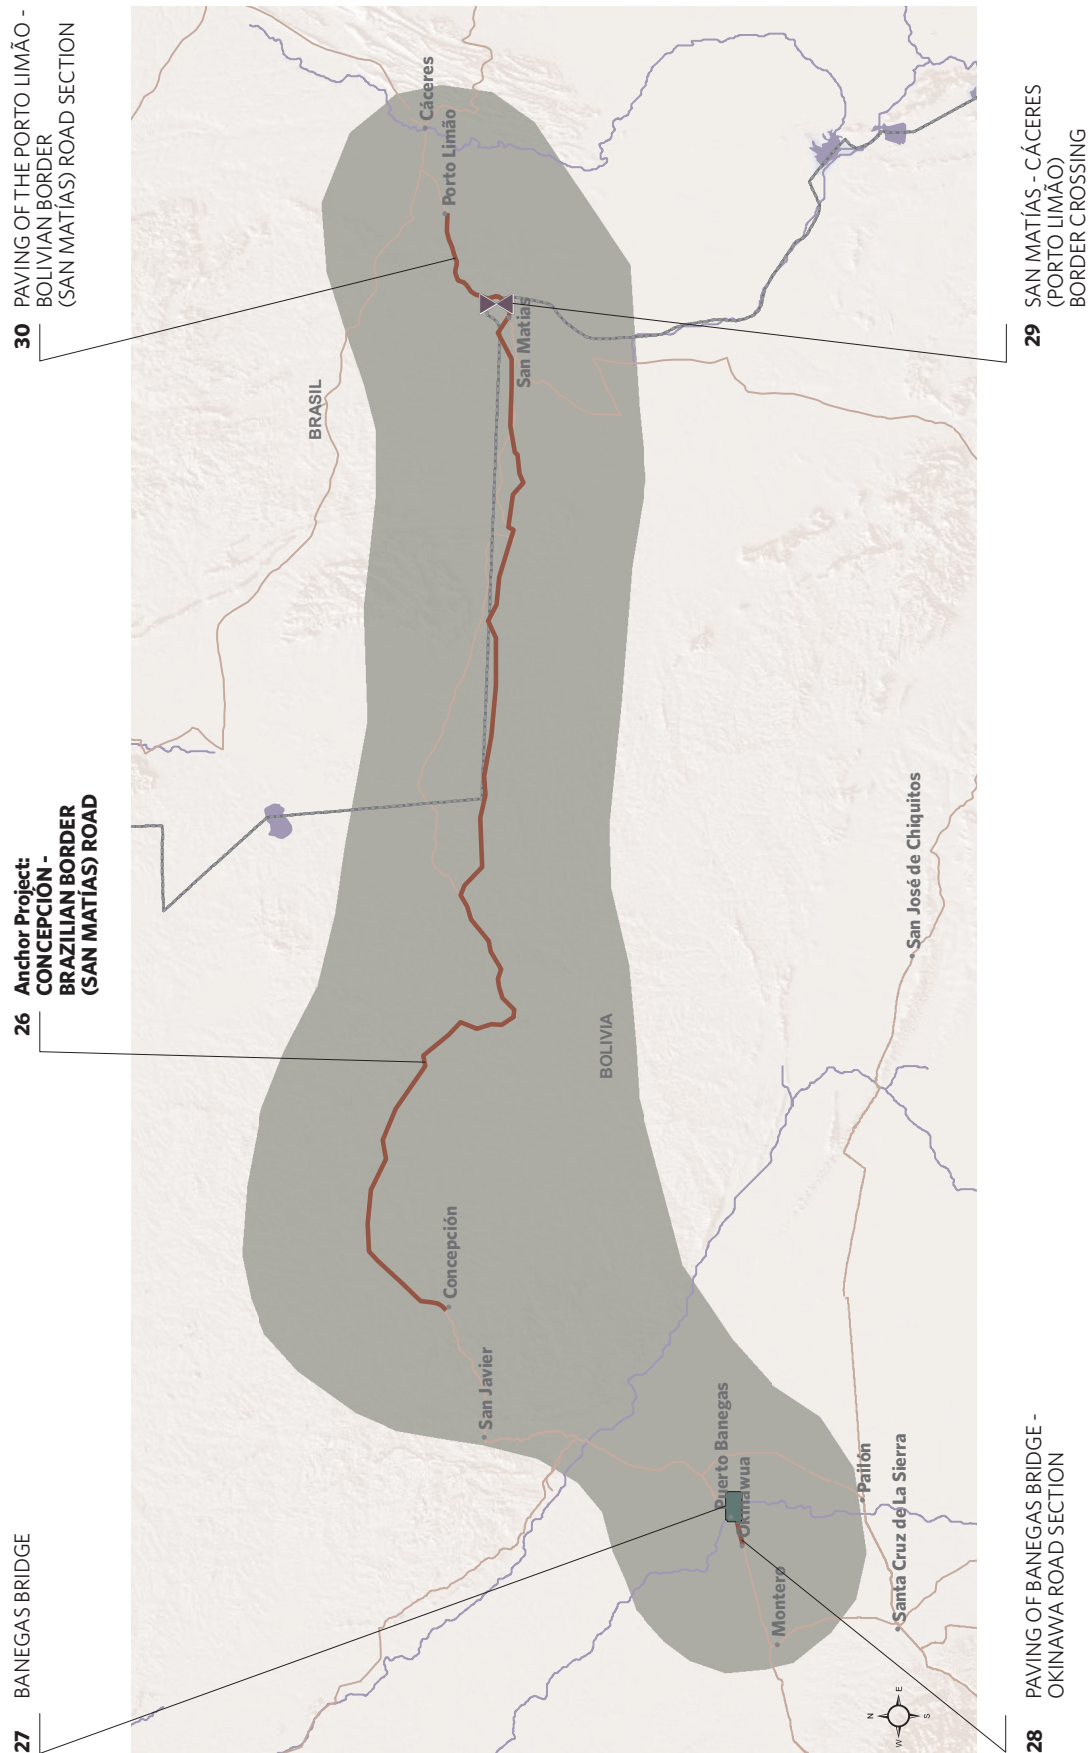 27 BANEGAS BRIDGE
26 Anchor Project:
CONCEPCIÓN -
BRAZILIAN BORDER
(SAN MATÍAS) ROAD
30 PAVING OF THE PORTO LIMÃO -
BOLIVIAN BORDER
(SAN MATÍAS) ROAD SECTION
BRASIL
Cáceres
Porto Limão
San Matías
Concepción
San Javier
BOLIVIA
Puerto Banegas
Okinawua
Montero
Pailón
Santa Cruz de La Sierra
San José de Chiquitos
N
W
E
S
28 PAVING OF BANEGAS BRIDGE -
OKINAWA ROAD SECTION
29 SAN MATÍAS - CÁCERES
(PORTO LIMÃO)
BORDER CROSSING